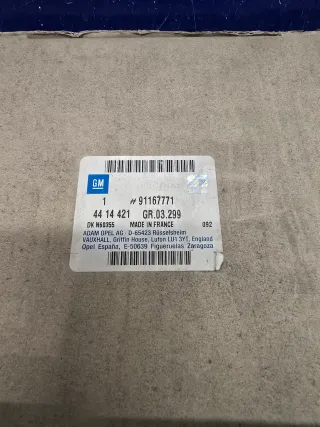 GM
1 # 91167771
44 14 421 GR.03.299
DK N60355 MADE IN FRANCE 092
ADAM OPEL AG · D-65423 Rüsselsheim
VAUXHALL, Griffin House, Luton LU1 3YT, England
Opel España, E-50639 Figueruelas Zaragoza